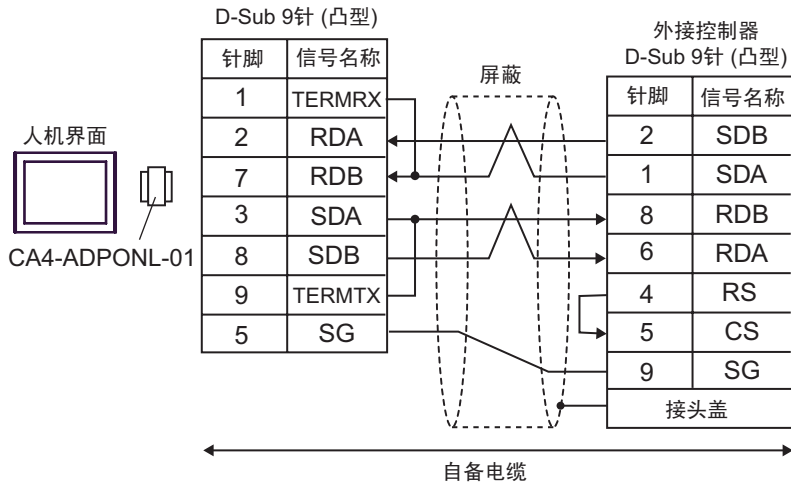 D-Sub 9针 (凸型)
针脚 信号名称
1 TERMRX
2 RDA
7 RDB
3 SDA
8 SDB
9 TERMTX
5 SG
人机界面
CA4-ADPONL-01
屏蔽
外接控制器
D-Sub 9针 (凸型)
针脚 信号名称
2 SDB
1 SDA
8 RDB
6 RDA
4 RS
5 CS
9 SG
接头盖
自备电缆